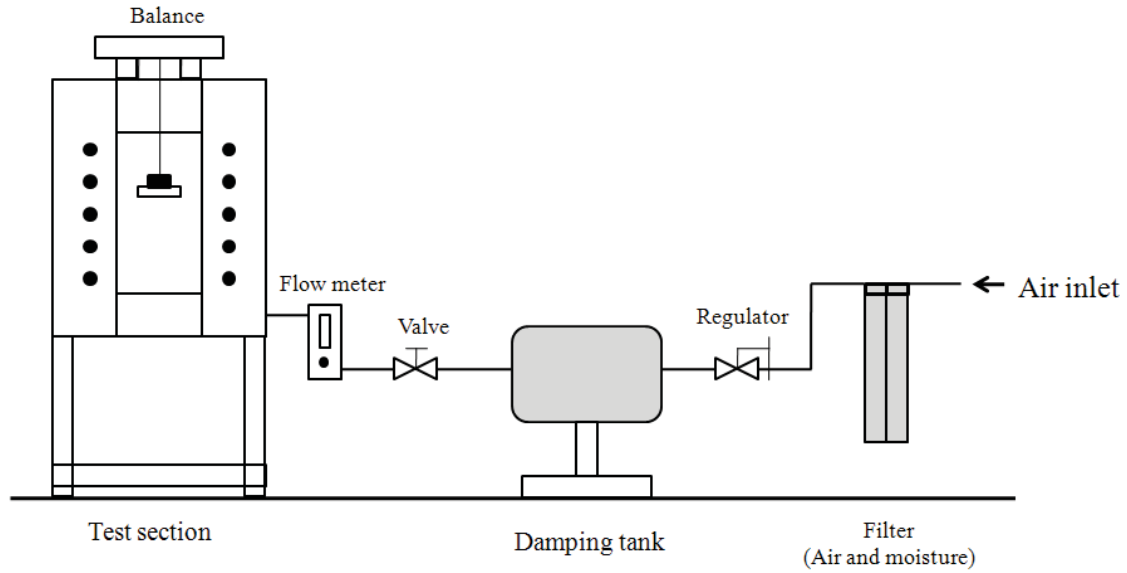 Balance
Flow meter
Valve
Regulator
Air inlet
Test section
Damping tank
Filter
(Air and moisture)